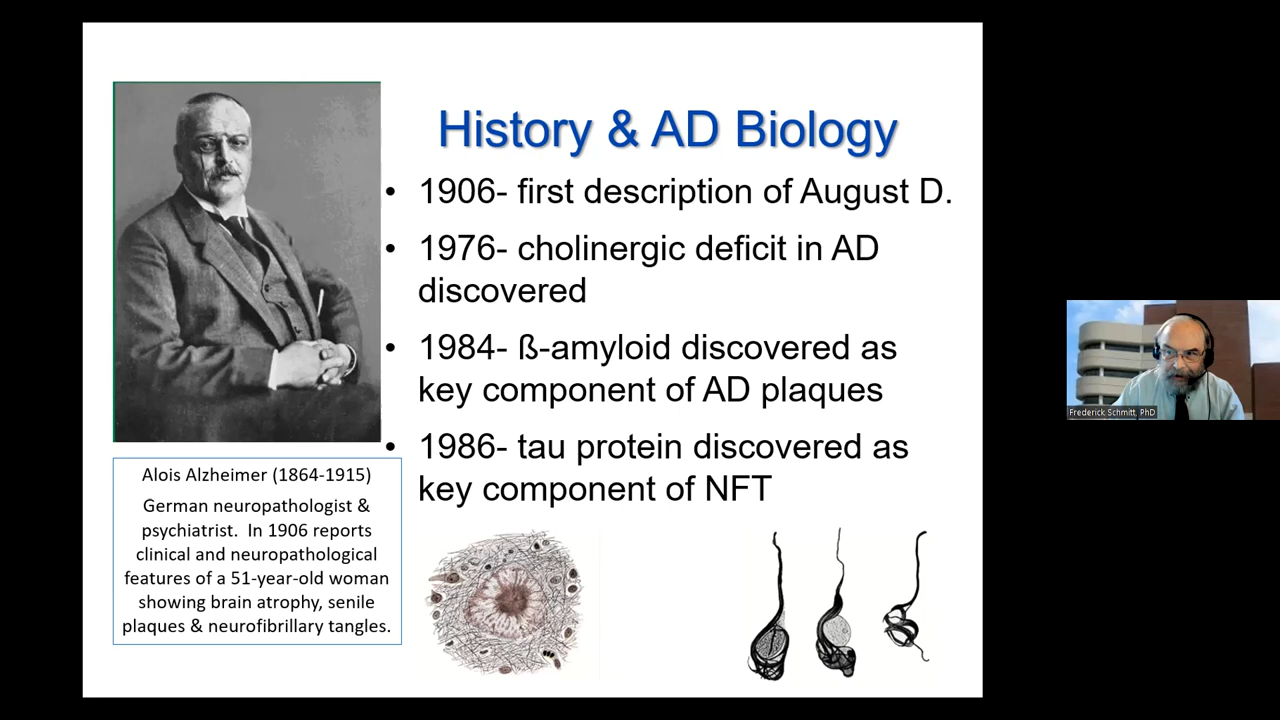 History & AD Biology
• 1906- first description of August D.
• 1976- cholinergic deficit in AD
discovered
• 1984- ß-amyloid discovered as
key component of AD plaques
• 1986- tau protein discovered as
key component of NFT
Alois Alzheimer (1864-1915)
German neuropathologist &
psychiatrist. In 1906 reports
clinical and neuropathological
features of a 51-year-old woman
showing brain atrophy, senile
plaques & neurofibrillary tangles.
Frederick Schmitt, PhD